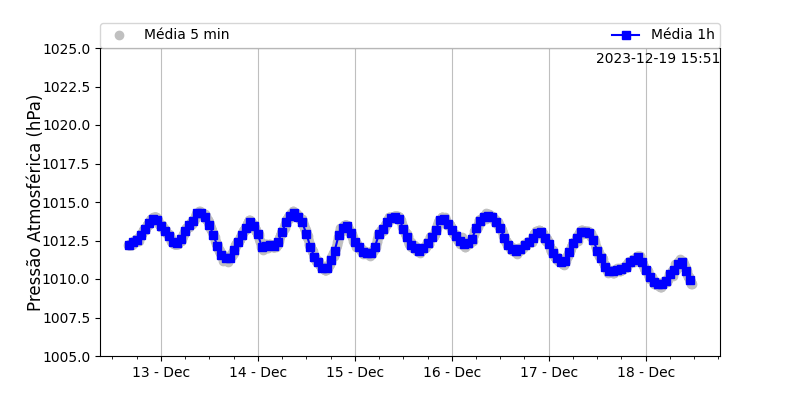 Média 5 min
Média 1h
2023-12-19 15:51
Pressão Atmosférica (hPa)
1025.0
1022.5
1020.0
1017.5
1015.0
1012.5
1010.0
1007.5
1005.0
13 - Dec
14 - Dec
15 - Dec
16 - Dec
17 - Dec
18 - Dec